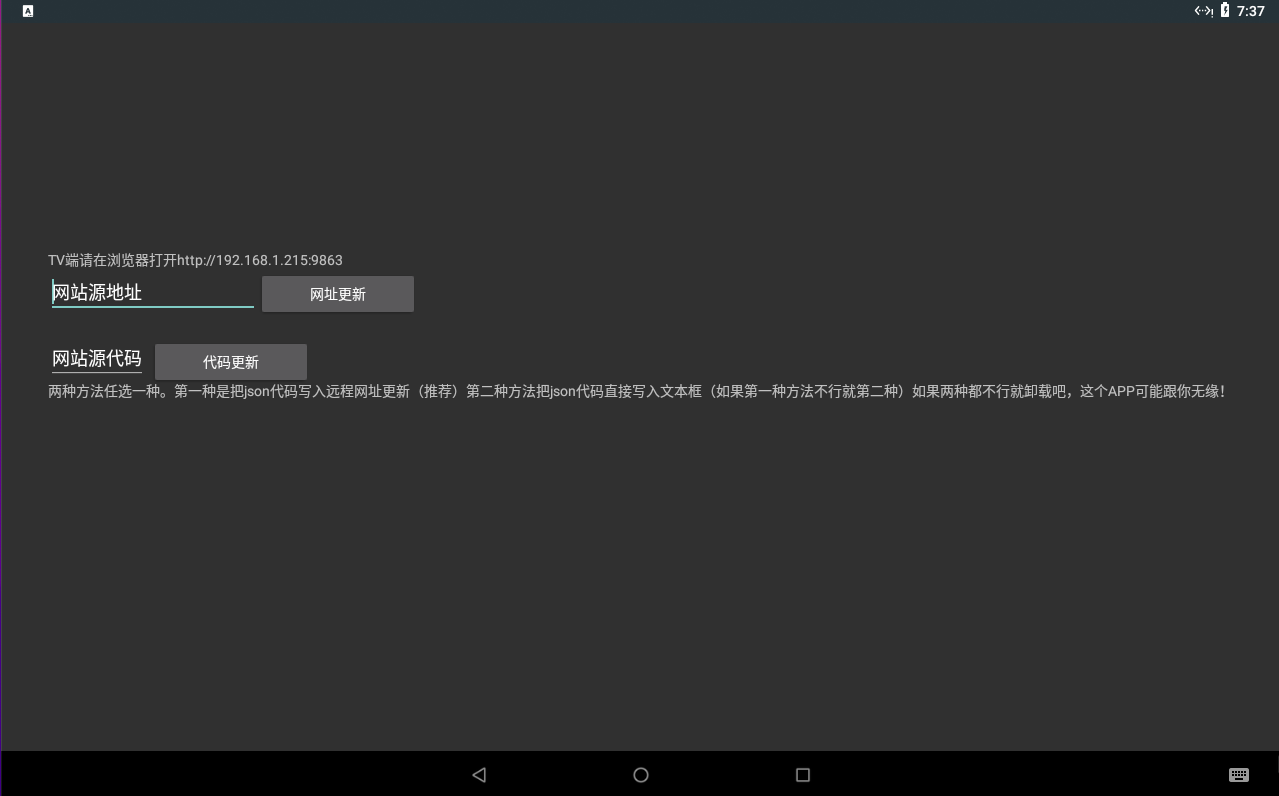 7:37
TV端请在浏览器打开http://192.168.1.215:9863
网站源地址 网址更新
网站源代码 代码更新
两种方法任选一种。第一种是把json代码写入远程网址更新（推荐）第二种方法把json代码直接写入文本框（如果第一种方法不行就第二种）如果两种都不行就卸载吧，这个APP可能跟你无缘！